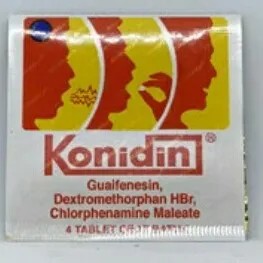 Konidin®
Guaifenesin,
Dextromethorphan HBr,
Chlorphenamine Maleate
4 TABLET